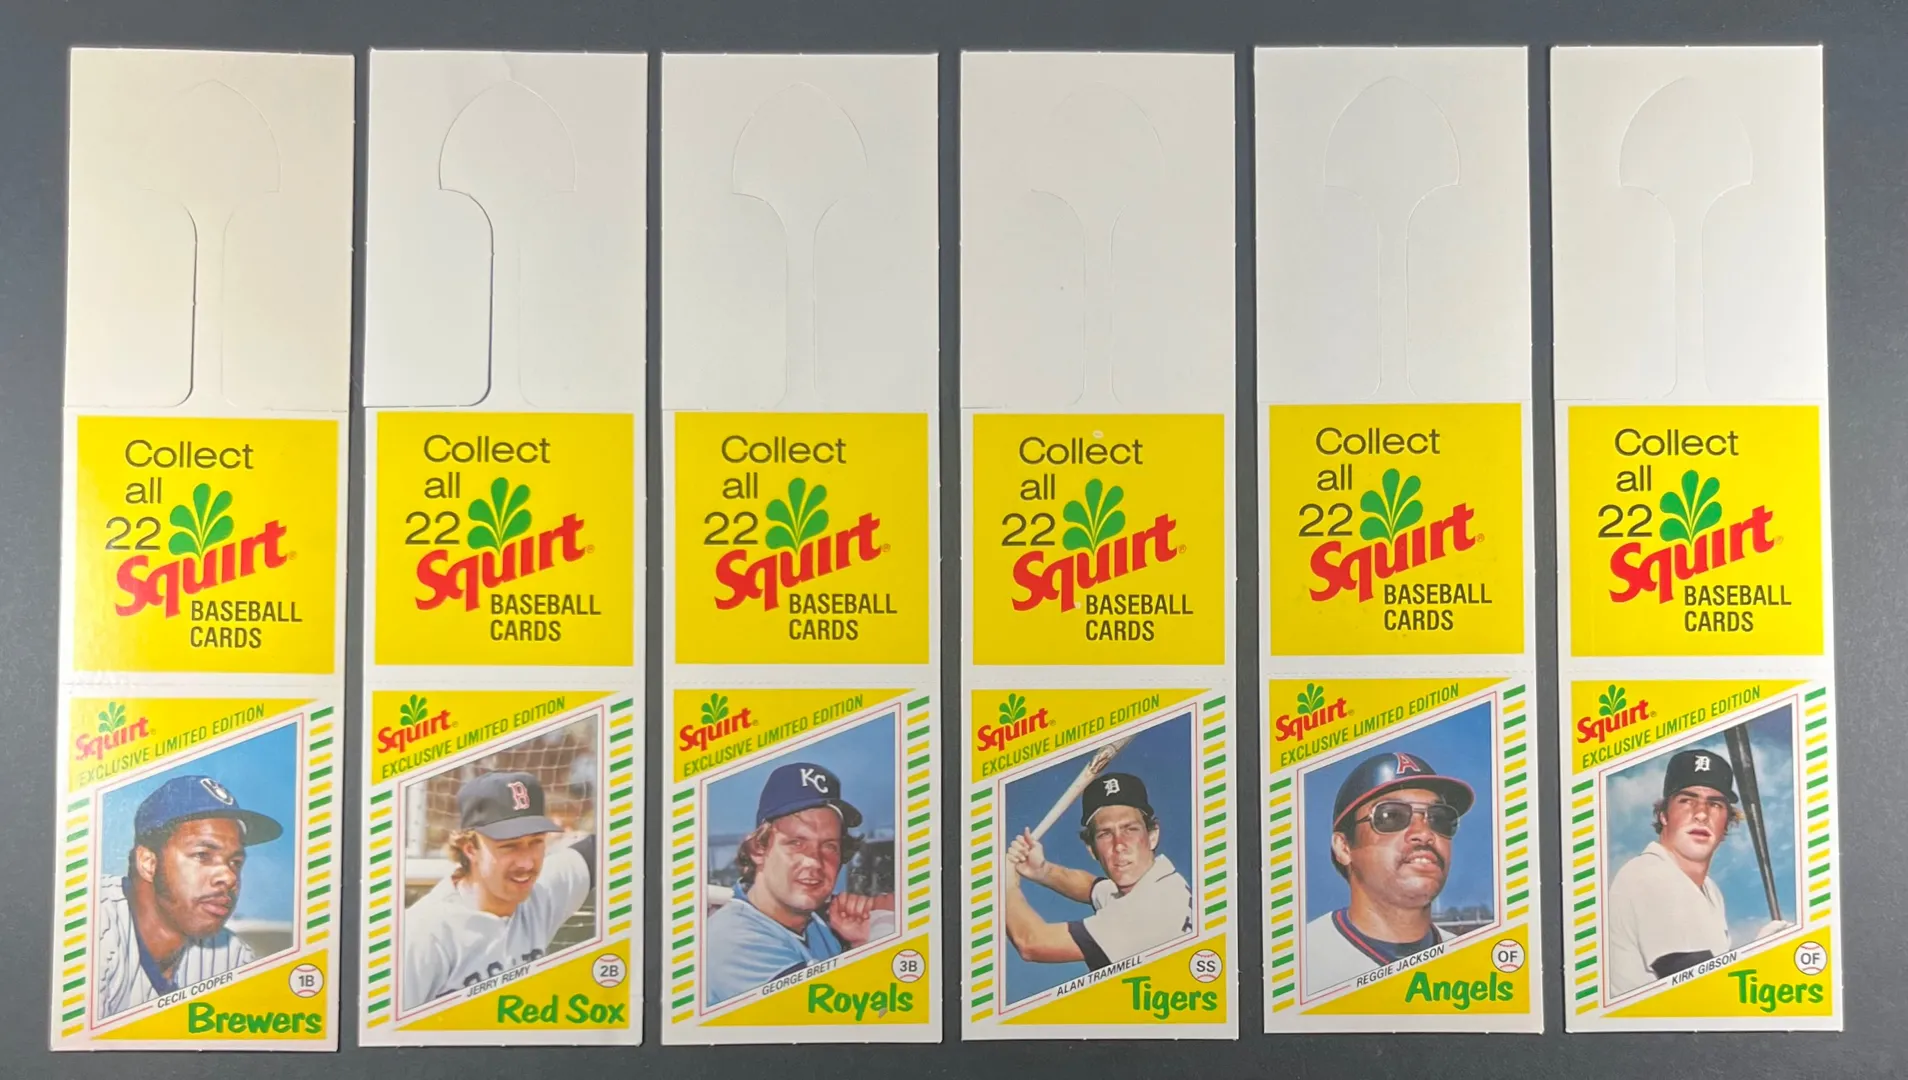 Collect
all
22
Squirt®
BASEBALL
CARDS
Squirt®
EXCLUSIVE LIMITED EDITION
CECIL COOPER
1B
Brewers
Collect
all
22
Squirt®
BASEBALL
CARDS
Squirt®
EXCLUSIVE LIMITED EDITION
B
JERRY REMY
2B
Red Sox
Collect
all
22
Squirt®
BASEBALL
CARDS
Squirt®
EXCLUSIVE LIMITED EDITION
KC
GEORGE BRETT
3B
Royals
Collect
all
22
Squirt®
BASEBALL
CARDS
Squirt®
EXCLUSIVE LIMITED EDITION
D
ALAN TRAMMELL
SS
Tigers
Collect
all
22
Squirt®
BASEBALL
CARDS
Squirt®
EXCLUSIVE LIMITED EDITION
A
REGGIE JACKSON
OF
Angels
Collect
all
22
Squirt®
BASEBALL
CARDS
Squirt®
EXCLUSIVE LIMITED EDITION
D
KIRK GIBSON
OF
Tigers